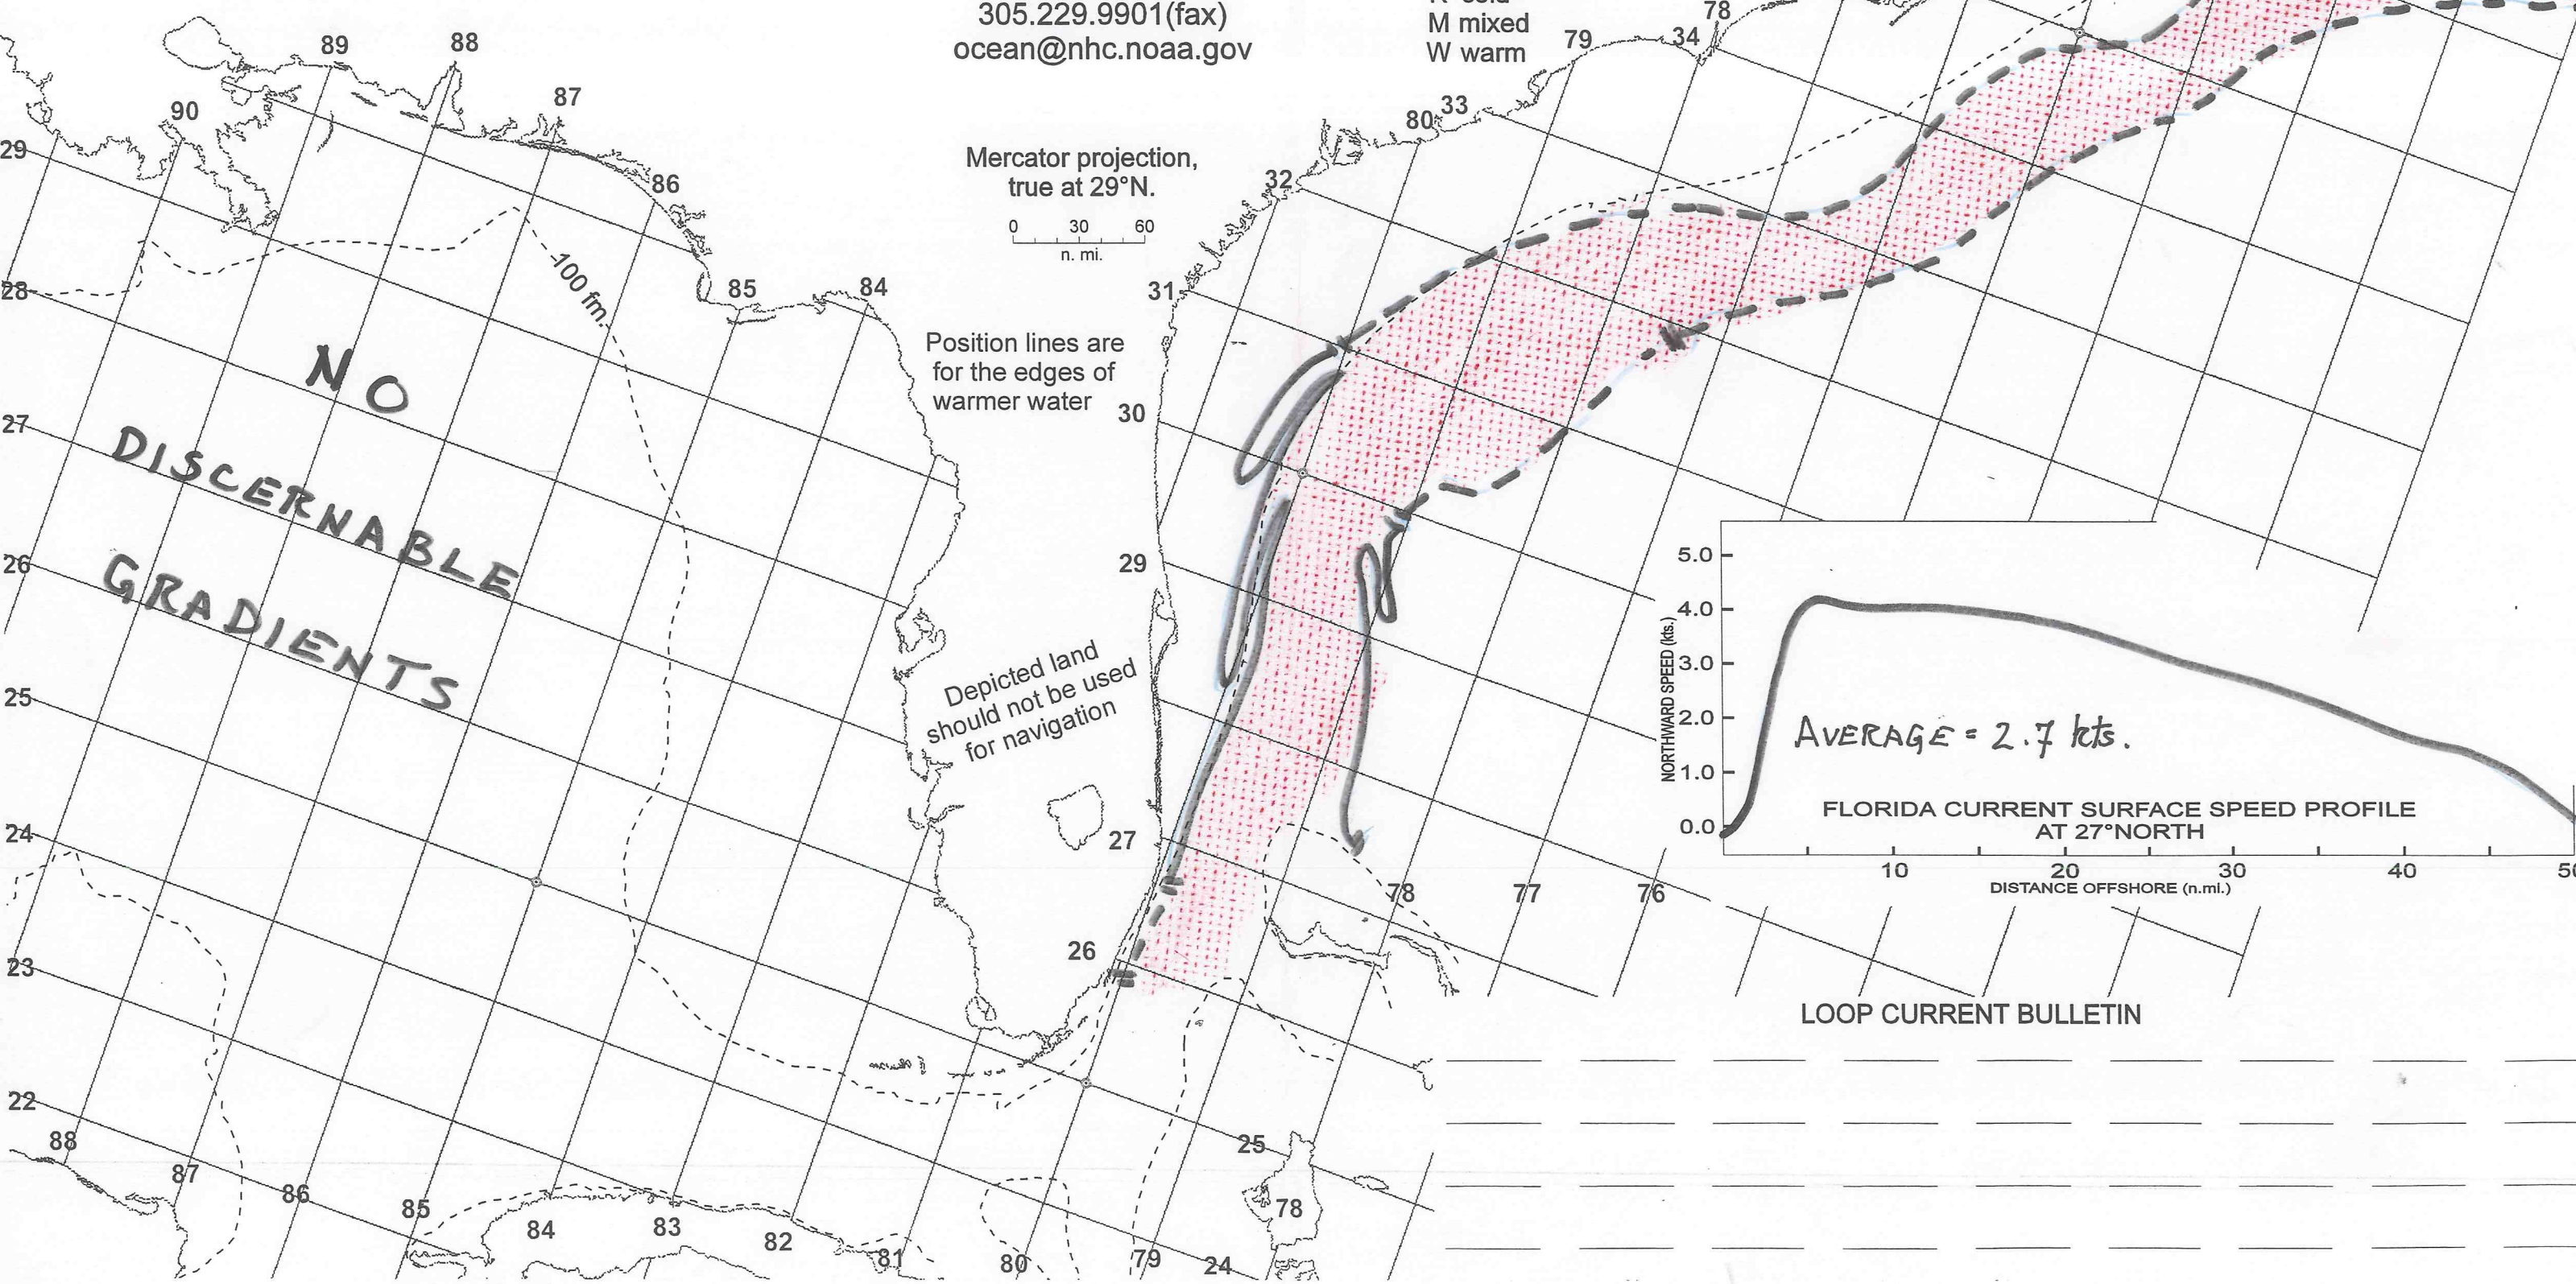 305.229.9901(fax)
ocean@nhc.noaa.gov
M mixed
W warm
78
34
79
33
80
89
88
87
90
86
29
Mercator projection,
true at 29°N.
0 30 60
n. mi.
32
28
100 fm.
85
84
31
Position lines are
for the edges of
warmer water
30
NO
DISCERNABLE
GRADIENTS
27
26
25
24
23
22
29
Depicted land
should not be used
for navigation
27
26
78
77
76
5.0
4.0
3.0
2.0
1.0
0.0
NORTHWARD SPEED (kts.)
AVERAGE = 2.7 kts.
FLORIDA CURRENT SURFACE SPEED PROFILE
AT 27°NORTH
10 20 30 40
DISTANCE OFFSHORE (n.mi.)
LOOP CURRENT BULLETIN
88
87
86
85
84
83
82
81
80
79
24
25
78